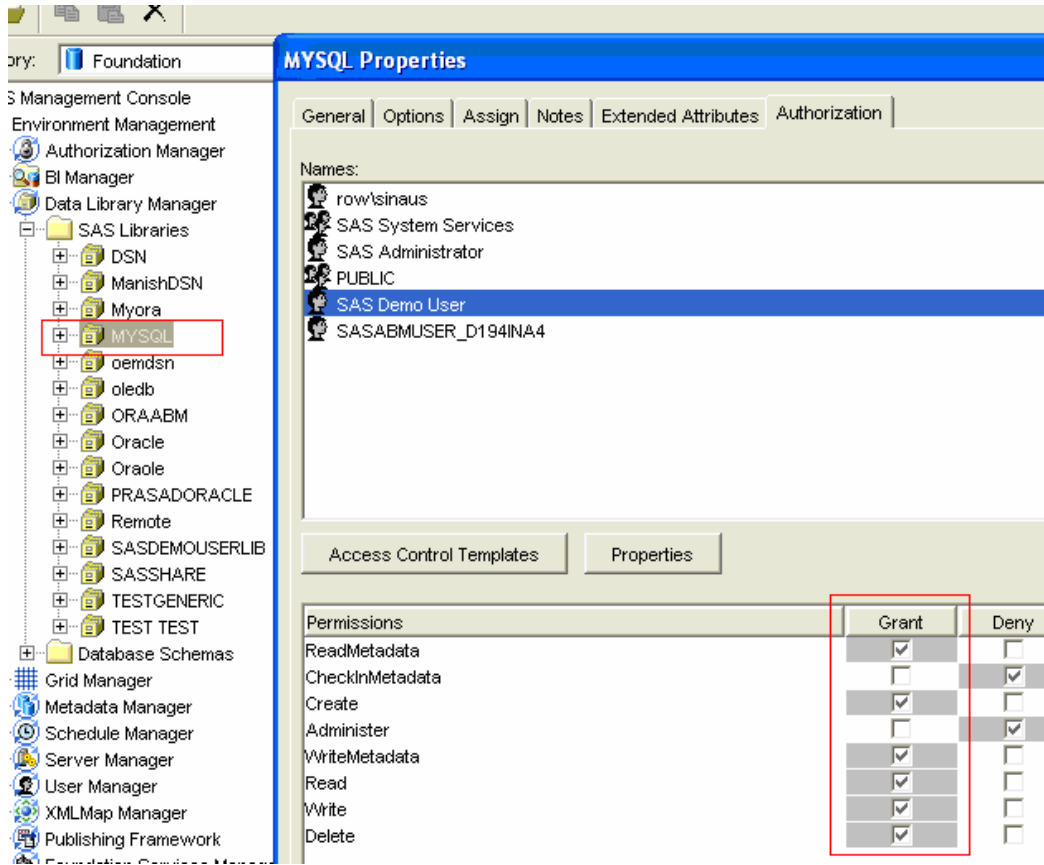 ory:
Foundation
S Management Console
Environment Management
Authorization Manager
BI Manager
Data Library Manager
SAS Libraries
DSN
ManishDSN
Myora
MYSQL
oemdsn
oledb
ORAABM
Oracle
Oraole
PRASADORACLE
Remote
SASDEMOUSERLIB
SASSHARE
TESTGENERIC
TEST TEST
Database Schemas
Grid Manager
Metadata Manager
Schedule Manager
Server Manager
User Manager
XMLMap Manager
Publishing Framework
Foundation Services Manage
MYSQL Properties
General Options Assign Notes Extended Attributes Authorization
Names:
row\sinaus
SAS System Services
SAS Administrator
PUBLIC
SAS Demo User
SASABMUSER_D194INA4
Access Control Templates Properties
Permissions Grant Deny
ReadMetadata
CheckInMetadata
Create
Administer
WriteMetadata
Read
Write
Delete